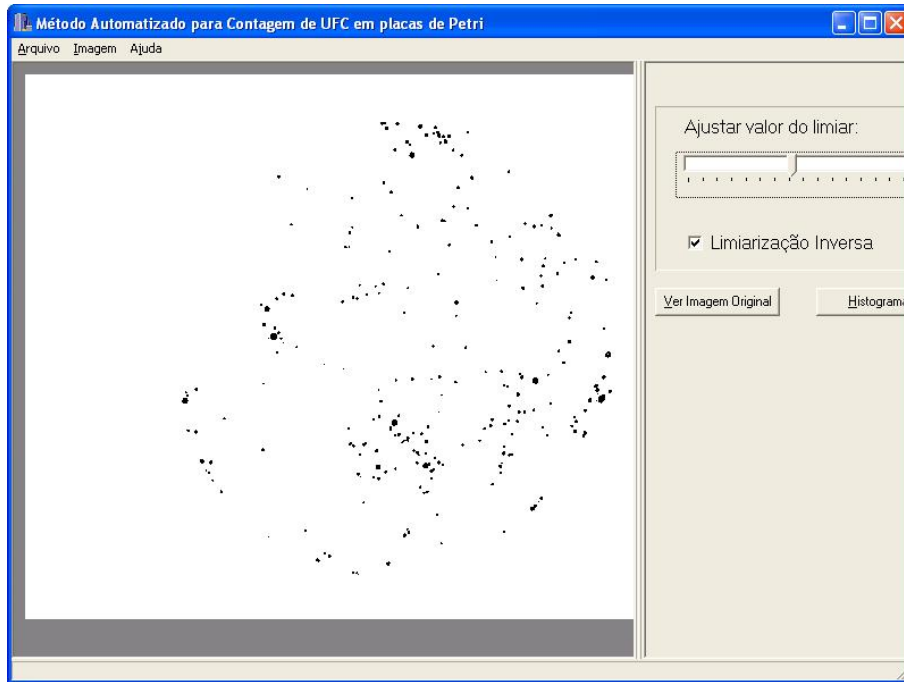 Método Automatizado para Contagem de UFC em placas de Petri
Arquivo Imagem Ajuda
Ajustar valor do limiar:
Limiarização Inversa
Ver Imagem Original
Histograma